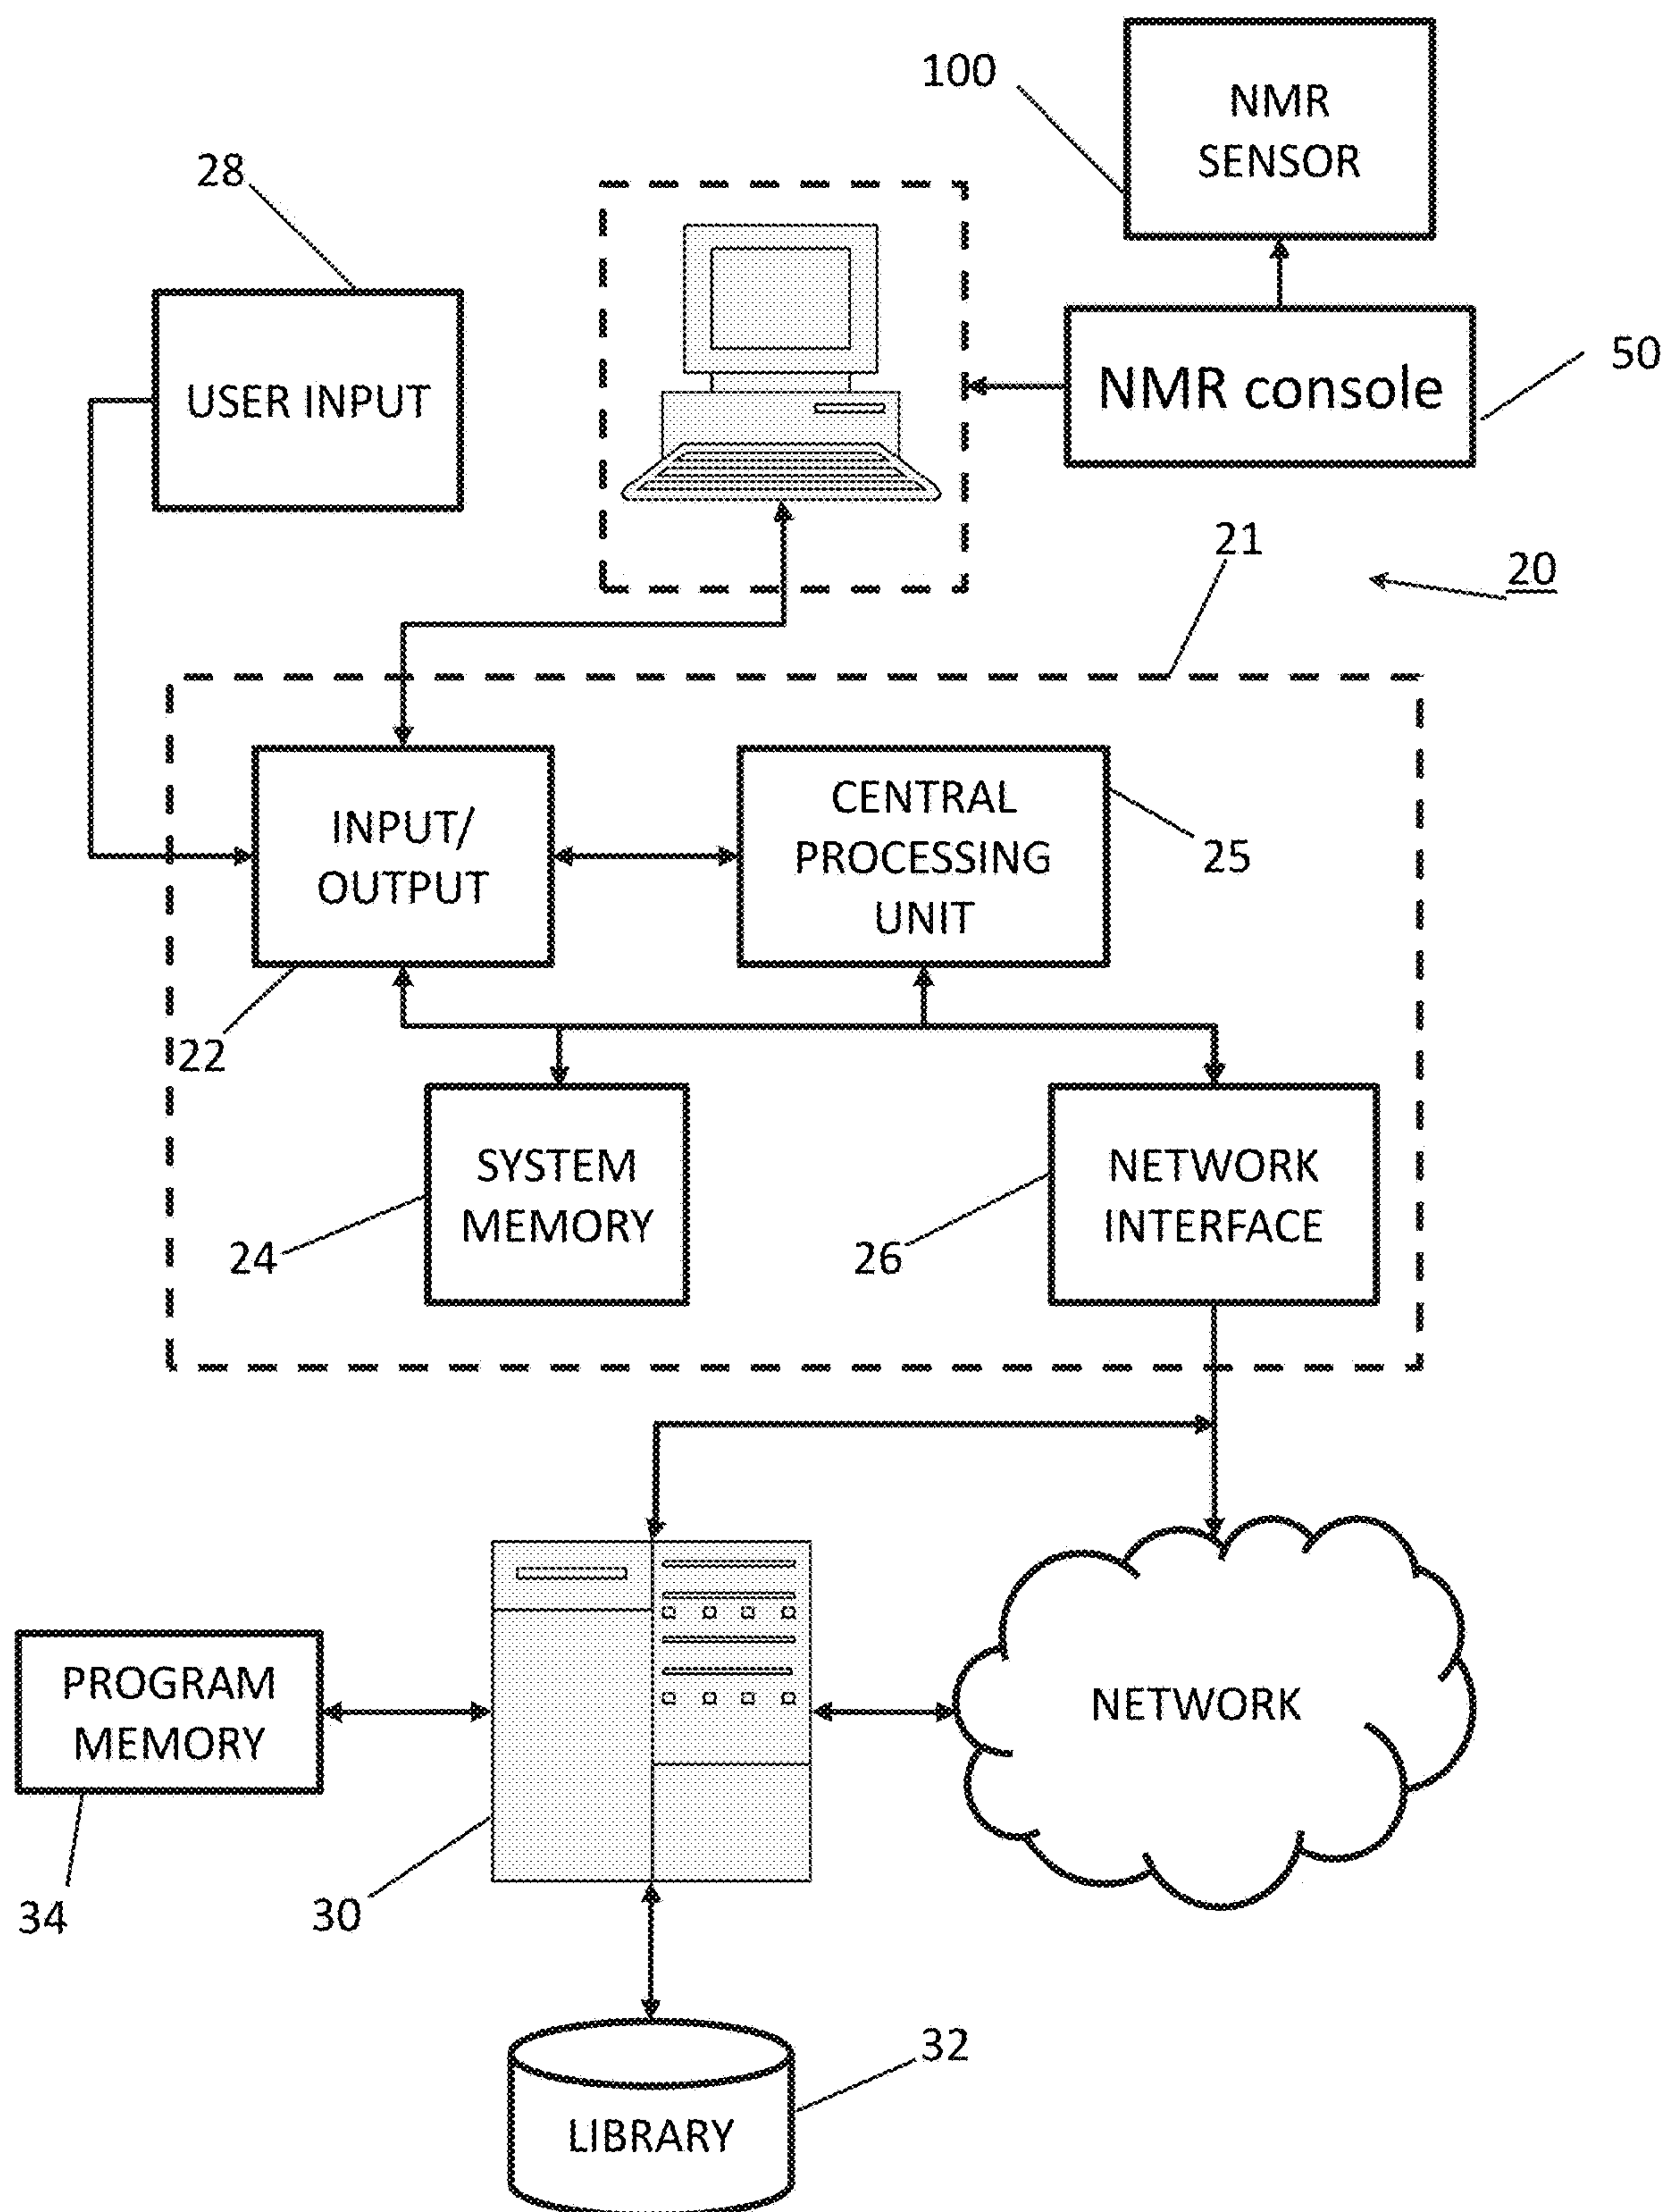 100
NMR
SENSOR
28
USER INPUT
NMR console
50
21
20
INPUT/
OUTPUT
CENTRAL
PROCESSING
UNIT
25
22
SYSTEM
MEMORY
24
NETWORK
INTERFACE
26
PROGRAM
MEMORY
34
30
NETWORK
32
LIBRARY